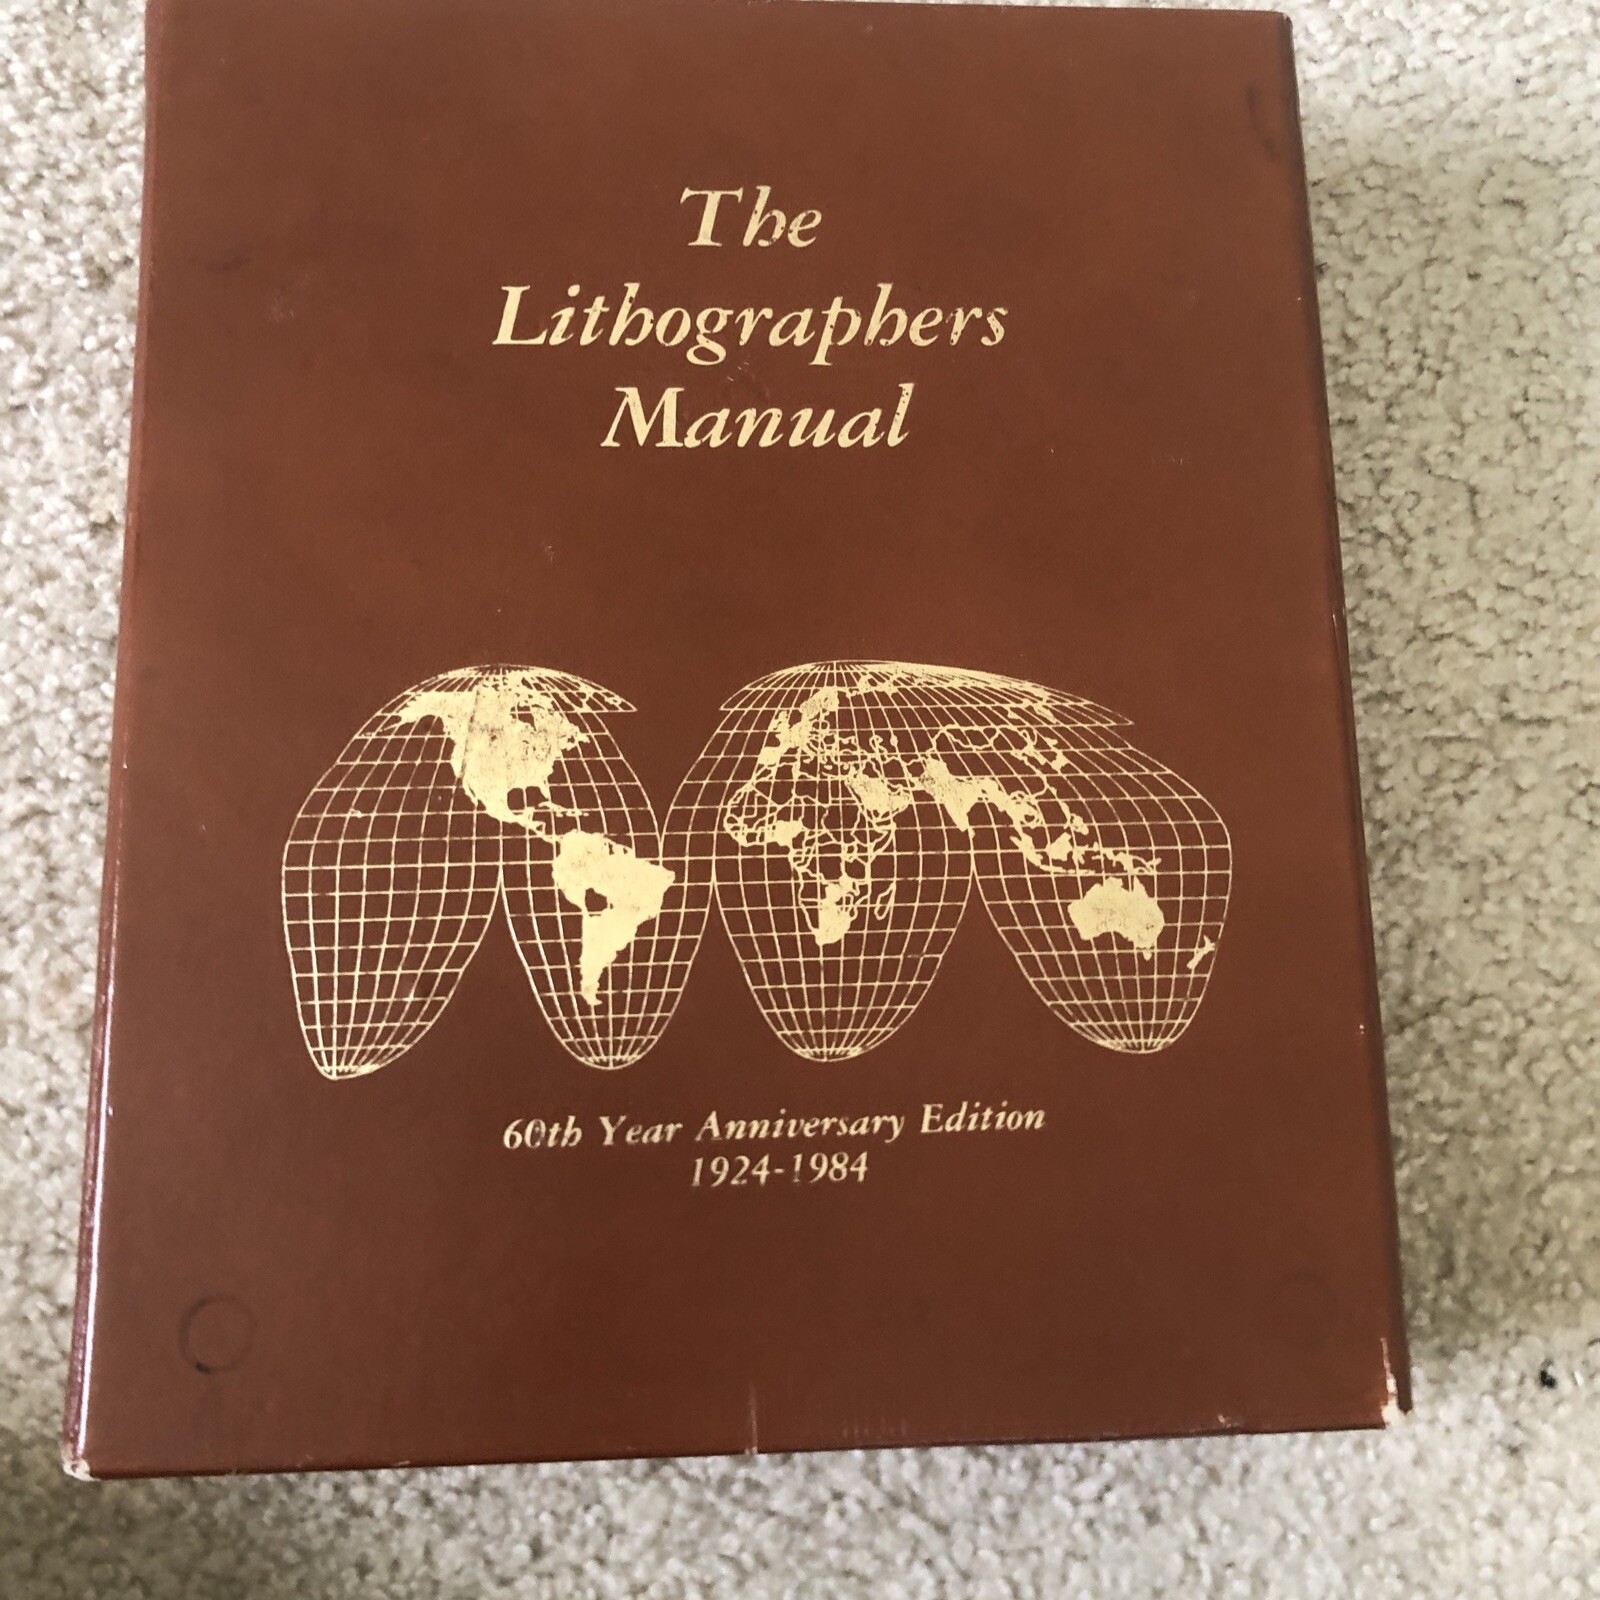 The
Lithographers
Manual
60th Year Anniversary Edition
1924-1984